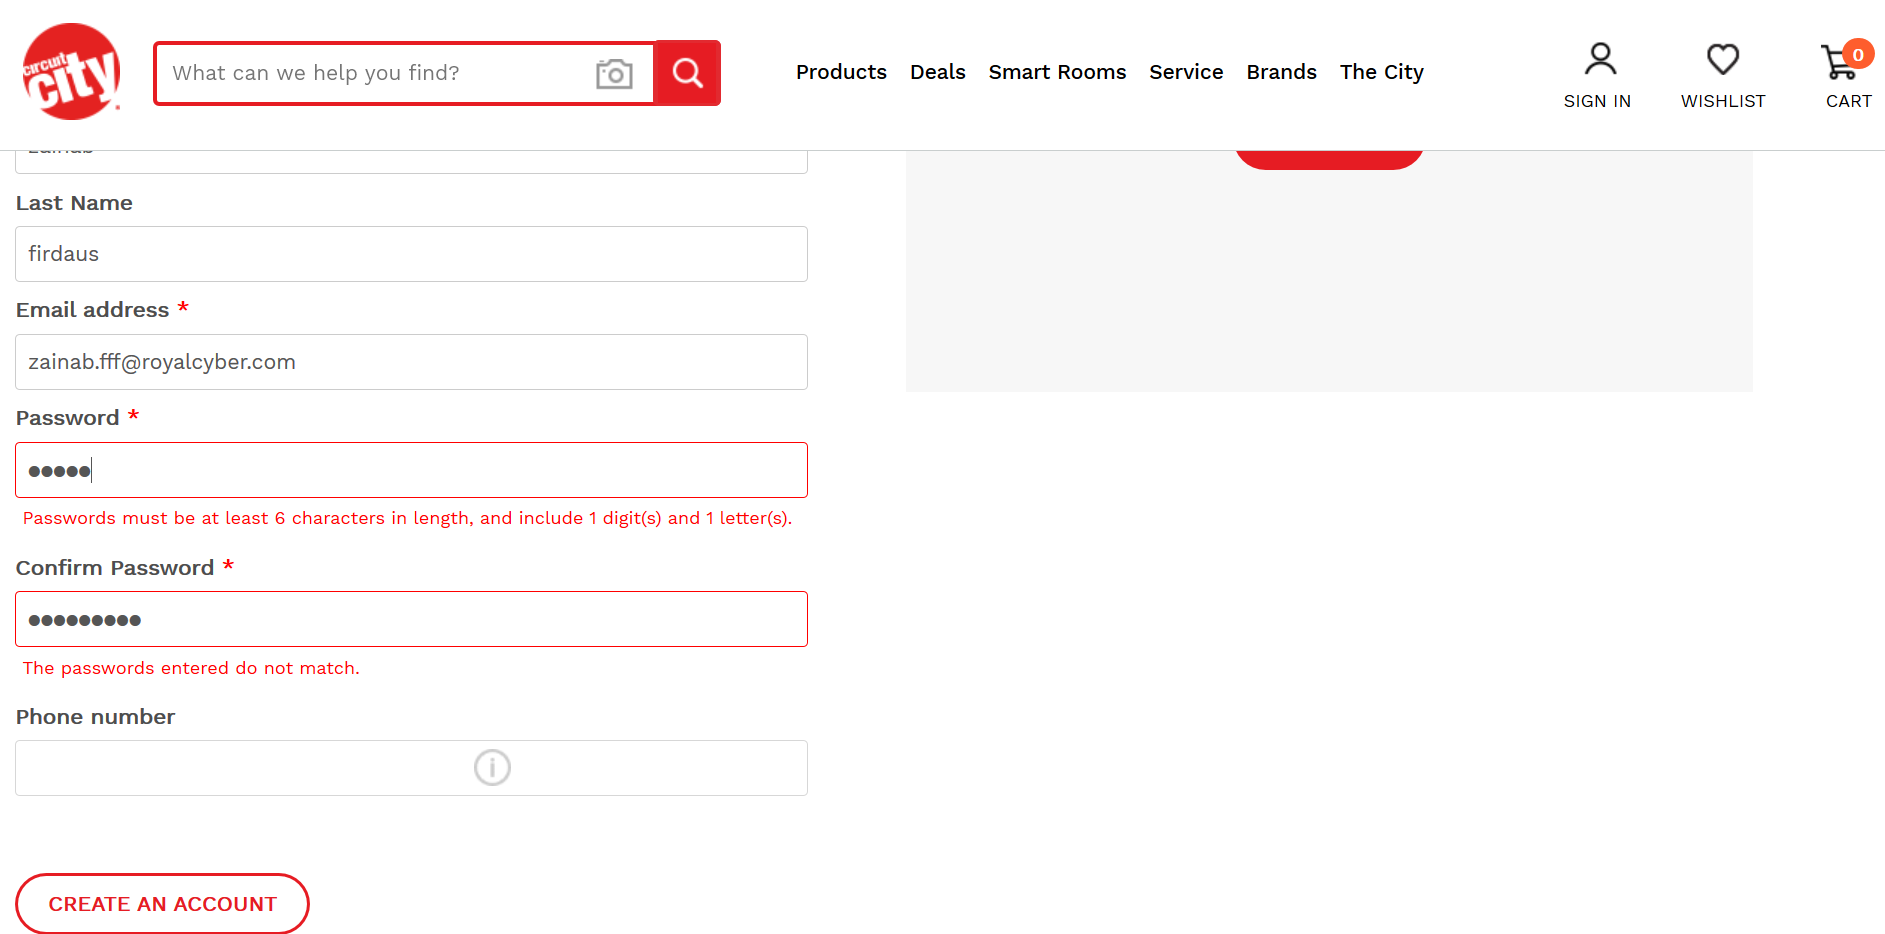 circuit
city
What can we help you find?
Products Deals Smart Rooms Service Brands The City
0
SIGN IN WISHLIST CART
zainab
Last Name
firdaus
Email address *
zainab.fff@royalcyber.com
Password *
●●●●●
Passwords must be at least 6 characters in length, and include 1 digit(s) and 1 letter(s).
Confirm Password *
●●●●●●●●●
The passwords entered do not match.
Phone number
CREATE AN ACCOUNT